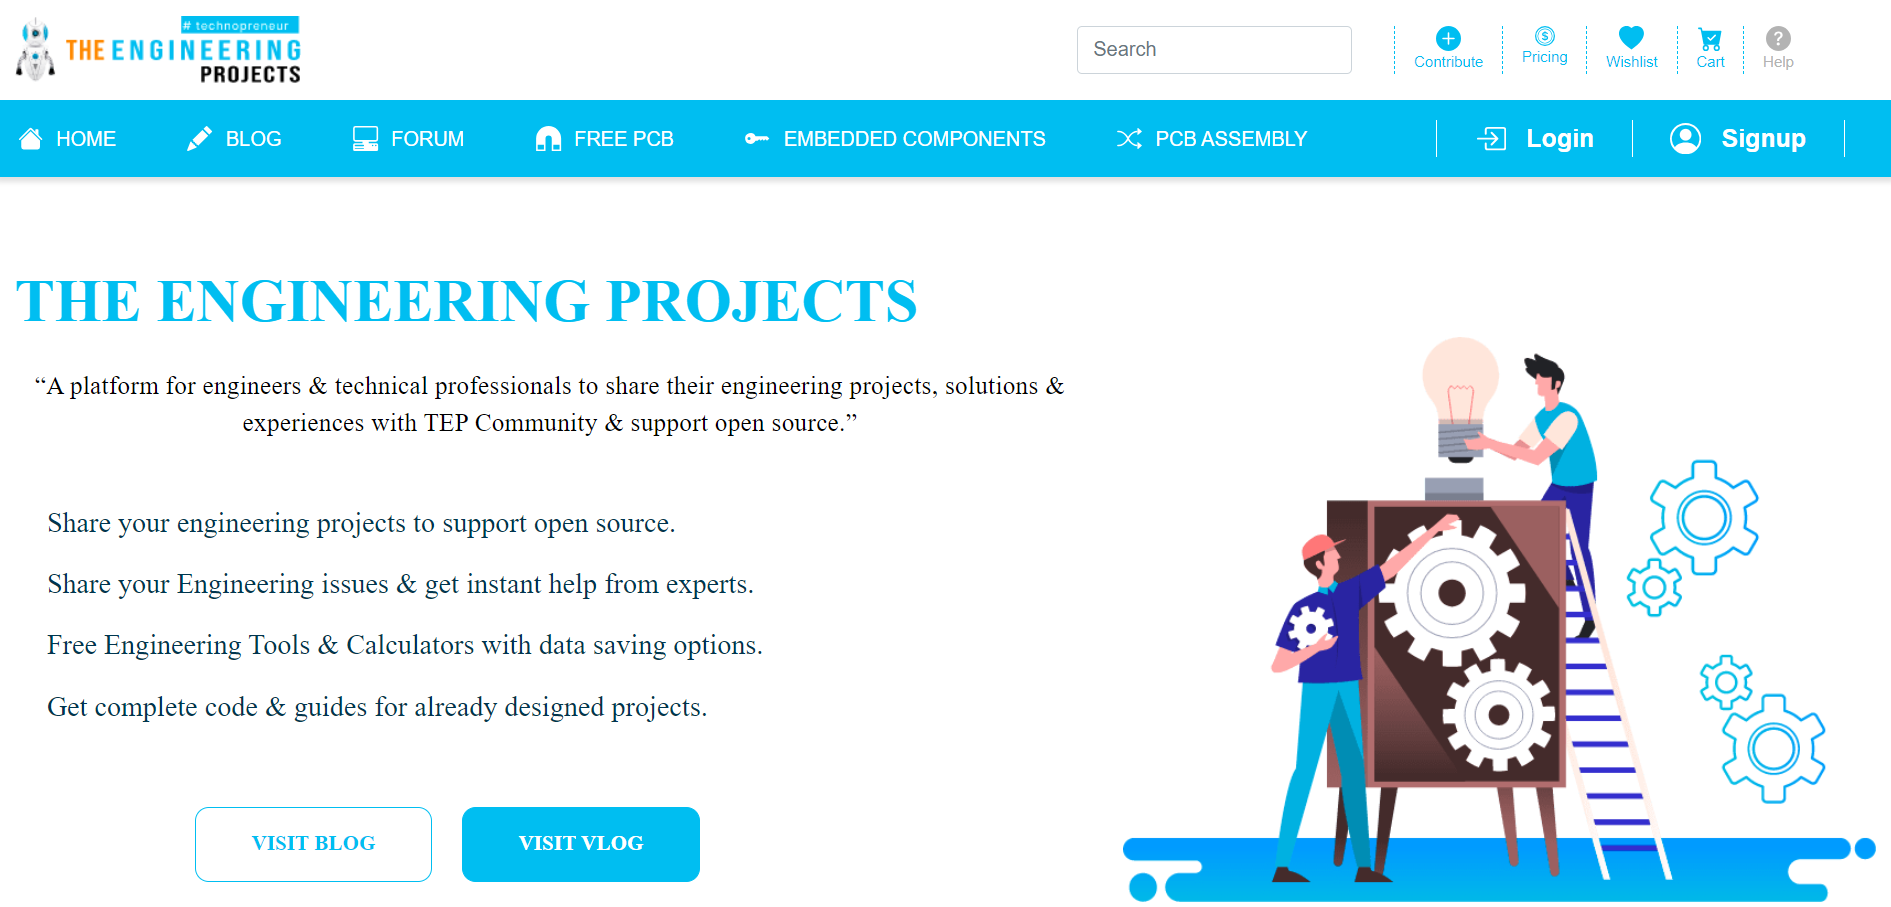 # technopreneur
THE ENGINEERING
PROJECTS
Search
Contribute
Pricing
Wishlist
Cart
Help
HOME
BLOG
FORUM
FREE PCB
EMBEDDED COMPONENTS
PCB ASSEMBLY
Login
Signup
THE ENGINEERING PROJECTS
“A platform for engineers & technical professionals to share their engineering projects, solutions &
experiences with TEP Community & support open source.”
Share your engineering projects to support open source.
Share your Engineering issues & get instant help from experts.
Free Engineering Tools & Calculators with data saving options.
Get complete code & guides for already designed projects.
VISIT BLOG
VISIT VLOG